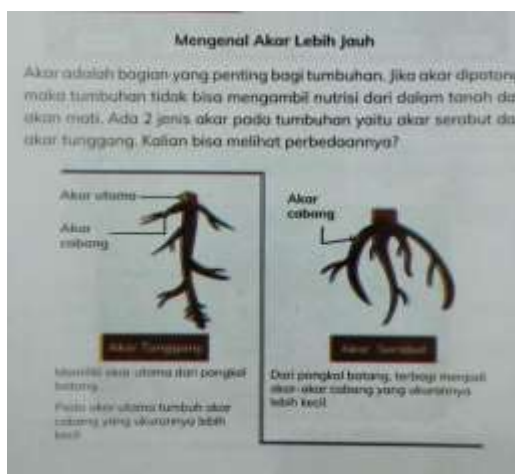 Mengenal Akar Lebih Jauh
Akar adalah bagian yang penting bagi tumbuhan. Jika akar dipotong
maka tumbuhan tidak bisa mengambil nutrisi dari dalam tanah da
akan mati. Ada 2 jenis akar pada tumbuhan yaitu akar serabut da
akar tunggang. Kalian bisa melihat perbedaannya?
Akar utama
Akar
cabang
Akar Tunggang
Memiliki akar utama dari pangkal
batang
Pada akar utama tumbuh akar
cabang yang ukurannya lebih
kecil
Akar
cabang
Akar Serabut
Dari pangkal batang, terbagi menjadi
akar-akar cabang yang ukurannya
lebih kecil